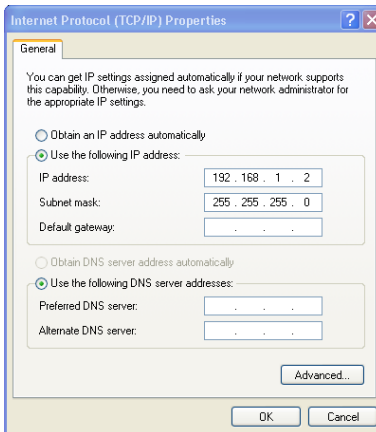 Internet Protocol (TCP/IP) Properties
General
You can get IP settings assigned automatically if your network supports
this capability. Otherwise, you need to ask your network administrator for
the appropriate IP settings.
Obtain an IP address automatically
Use the following IP address:
IP address: 192 . 168 . 1 . 2
Subnet mask: 255 . 255 . 255 . 0
Default gateway: . . .
Obtain DNS server address automatically
Use the following DNS server addresses:
Preferred DNS server: . . .
Alternate DNS server: . . .
Advanced...
OK Cancel